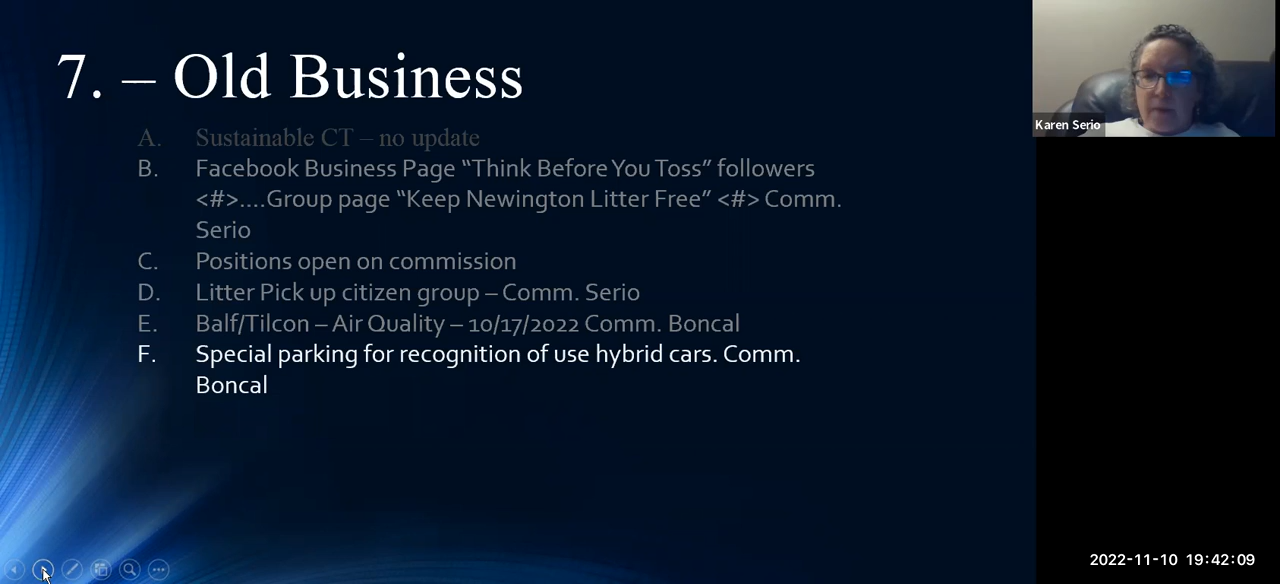 7. – Old Business
A. Sustainable CT – no update
B. Facebook Business Page “Think Before You Toss” followers
<#>....Group page “Keep Newington Litter Free” <#> Comm.
Serio
C. Positions open on commission
D. Litter Pick up citizen group – Comm. Serio
E. Balf/Tilcon – Air Quality – 10/17/2022 Comm. Boncal
F. Special parking for recognition of use hybrid cars. Comm.
Boncal
Karen Serio
2022-11-10 19:42:09